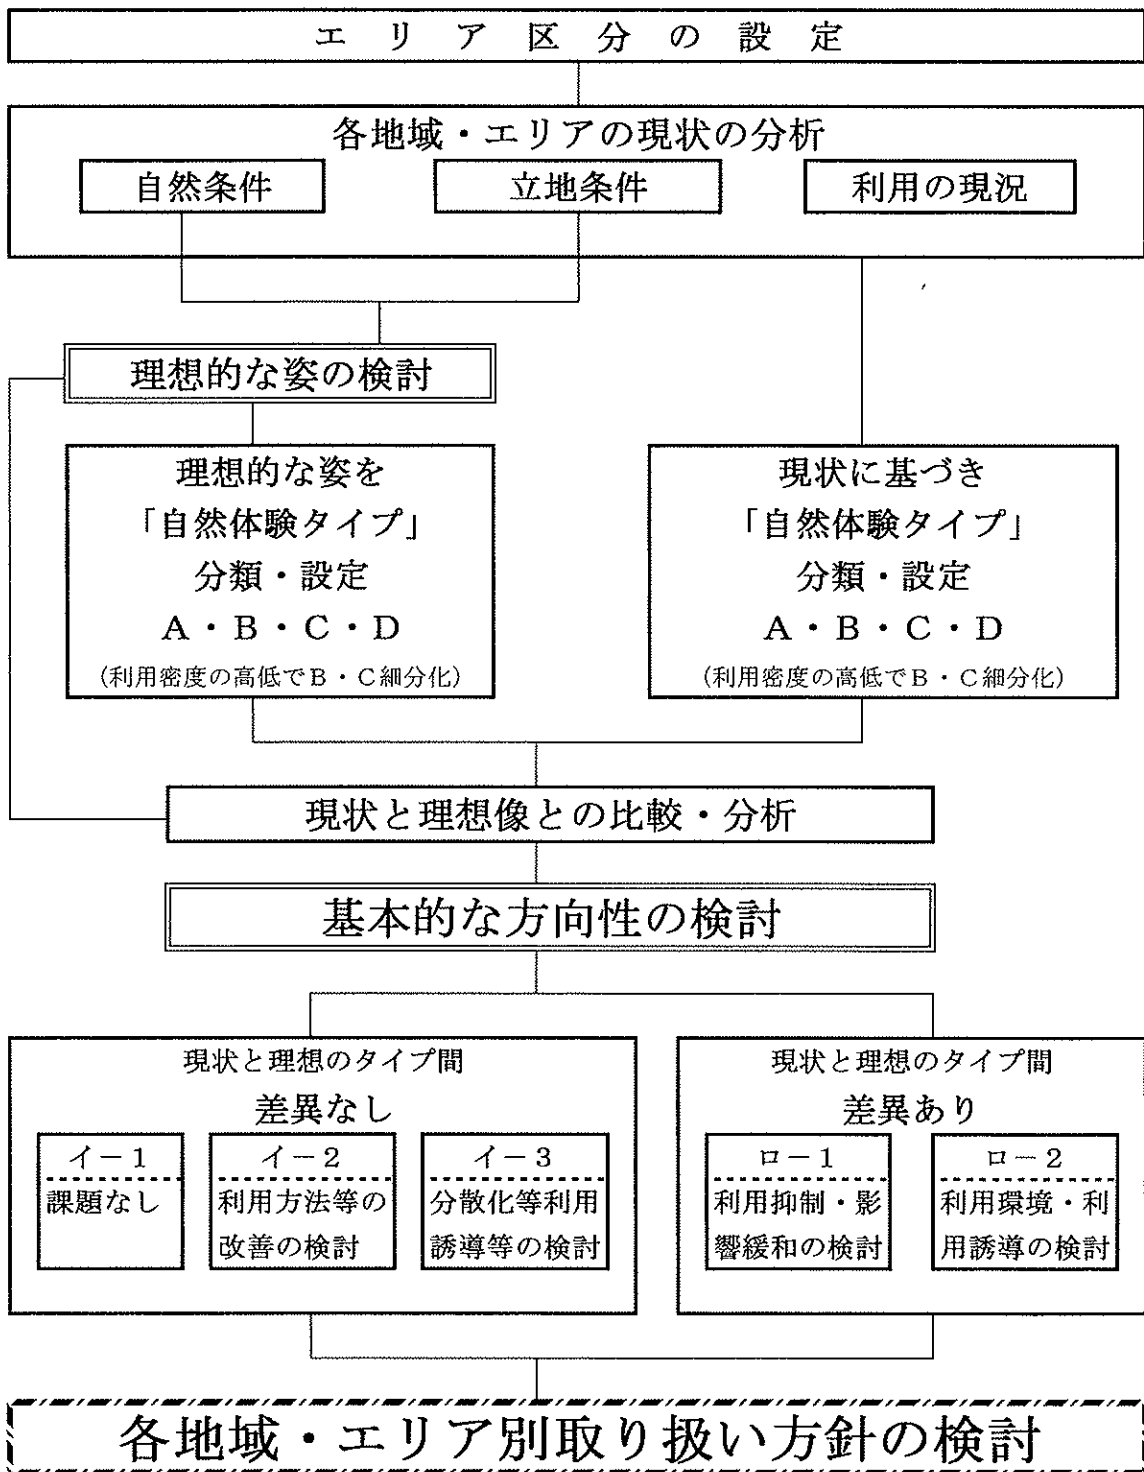 エリア区分の設定
各地域・エリアの現状の分析
自然条件
立地条件
利用の現況
理想的な姿の検討
理想的な姿を
「自然体験タイプ」
分類・設定
A・B・C・D
(利用密度の高低でB・C細分化)
現状に基づき
「自然体験タイプ」
分類・設定
A・B・C・D
(利用密度の高低でB・C細分化)
現状と理想像との比較・分析
基本的な方向性の検討
現状と理想のタイプ間
差異なし
イ－1
課題なし
イ－2
利用方法等の
改善の検討
イ－3
分散化等利用
誘導等の検討
現状と理想のタイプ間
差異あり
ロ－1
利用抑制・影
響緩和の検討
ロ－2
利用環境・利
用誘導の検討
各地域・エリア別取り扱い方針の検討